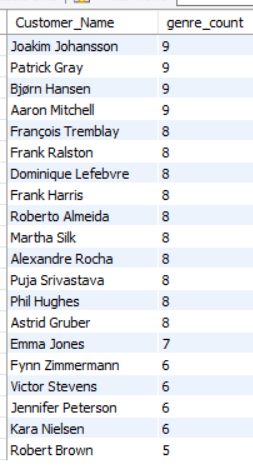 Customer_Name genre_count
Joakim Johansson 9
Patrick Gray 9
Bjørn Hansen 9
Aaron Mitchell 9
François Tremblay 8
Frank Ralston 8
Dominique Lefebvre 8
Frank Harris 8
Roberto Almeida 8
Martha Silk 8
Alexandre Rocha 8
Puja Srivastava 8
Phil Hughes 8
Astrid Gruber 8
Emma Jones 7
Fynn Zimmermann 6
Victor Stevens 6
Jennifer Peterson 6
Kara Nielsen 6
Robert Brown 5